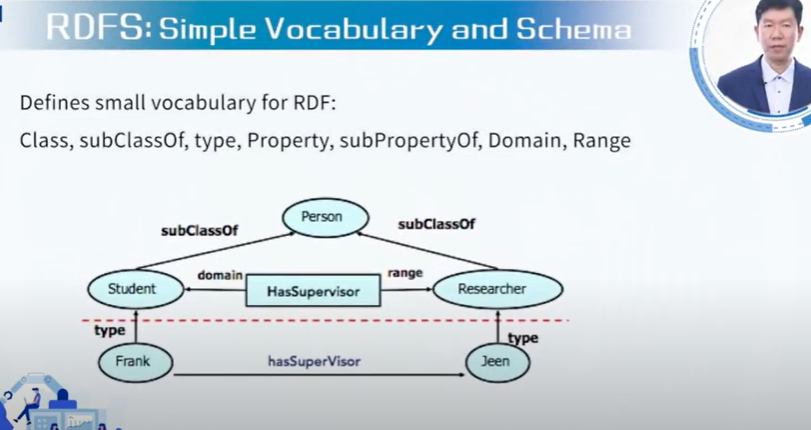 RDFS: Simple Vocabulary and Schema
Defines small vocabulary for RDF:
Class, subClassOf, type, Property, subPropertyOf, Domain, Range
Person
subClassOf
subClassOf
domain
range
Student
HasSupervisor
Researcher
type
type
Frank
hasSuperVisor
Jeen